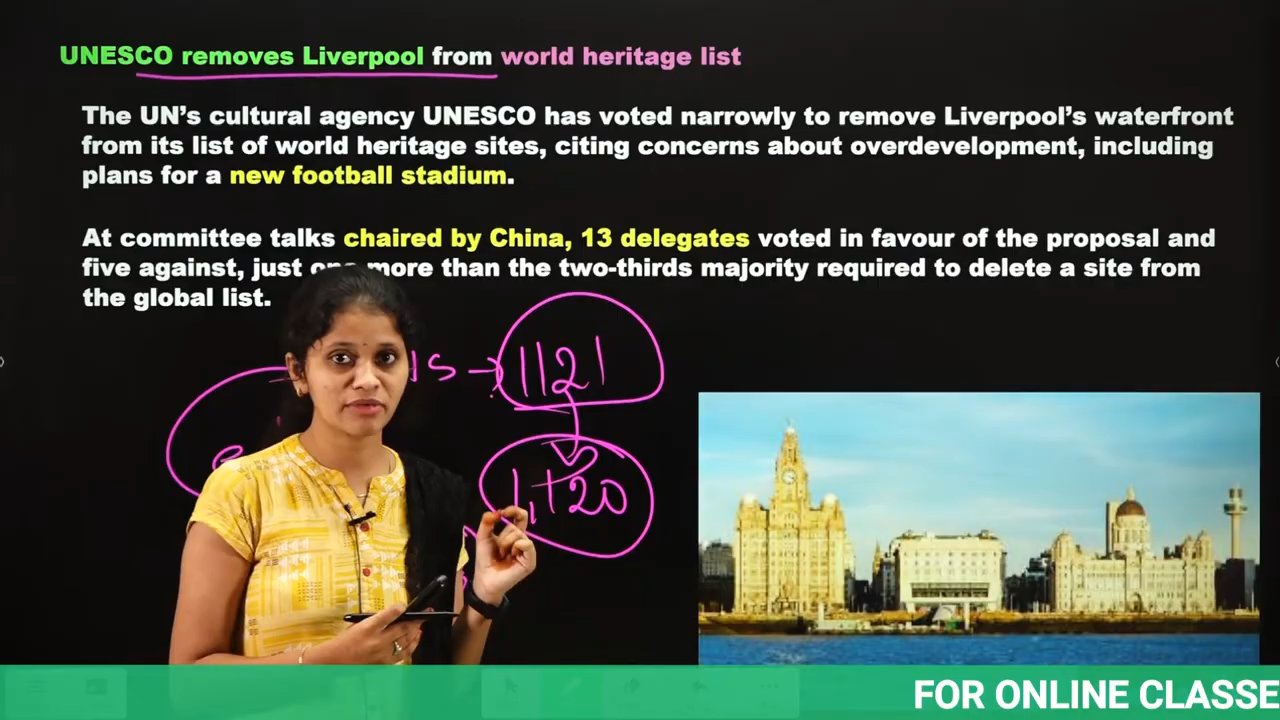 UNESCO removes Liverpool from world heritage list
The UN's cultural agency UNESCO has voted narrowly to remove Liverpool's waterfront
from its list of world heritage sites, citing concerns about overdevelopment, including
plans for a new football stadium.
At committee talks chaired by China, 13 delegates voted in favour of the proposal and
five against, just one more than the two-thirds majority required to delete a site from
the global list.
1121
1,120
FOR ONLINE CLASSE